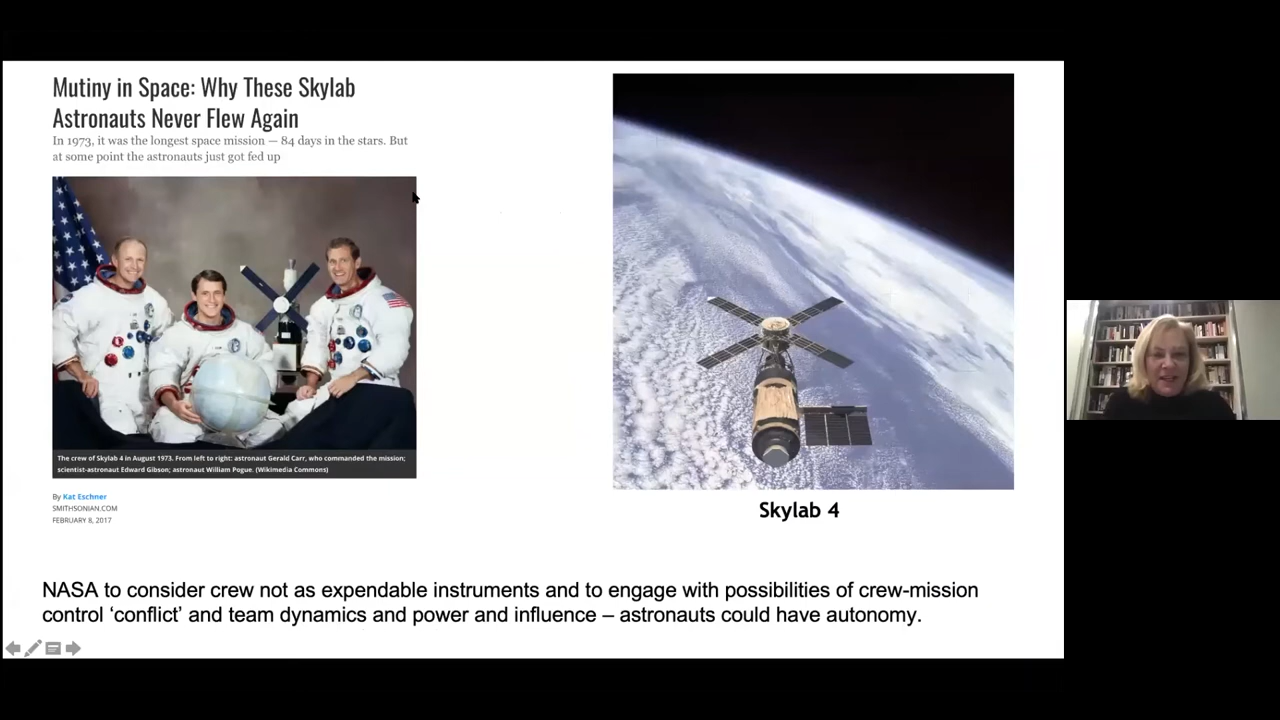 Mutiny in Space: Why These Skylab
Astronauts Never Flew Again
In 1973, it was the longest space mission — 84 days in the stars. But
at some point the astronauts just got fed up
The crew of Skylab 4 in August 1973. From left to right: astronaut Gerald Carr, who commanded the mission;
scientist-astronaut Edward Gibson; astronaut William Pogue. (Wikimedia Commons)
By Kat Eschner
SMITHSONIAN.COM
FEBRUARY 8, 2017
Skylab 4
NASA to consider crew not as expendable instruments and to engage with possibilities of crew-mission
control ‘conflict’ and team dynamics and power and influence – astronauts could have autonomy.